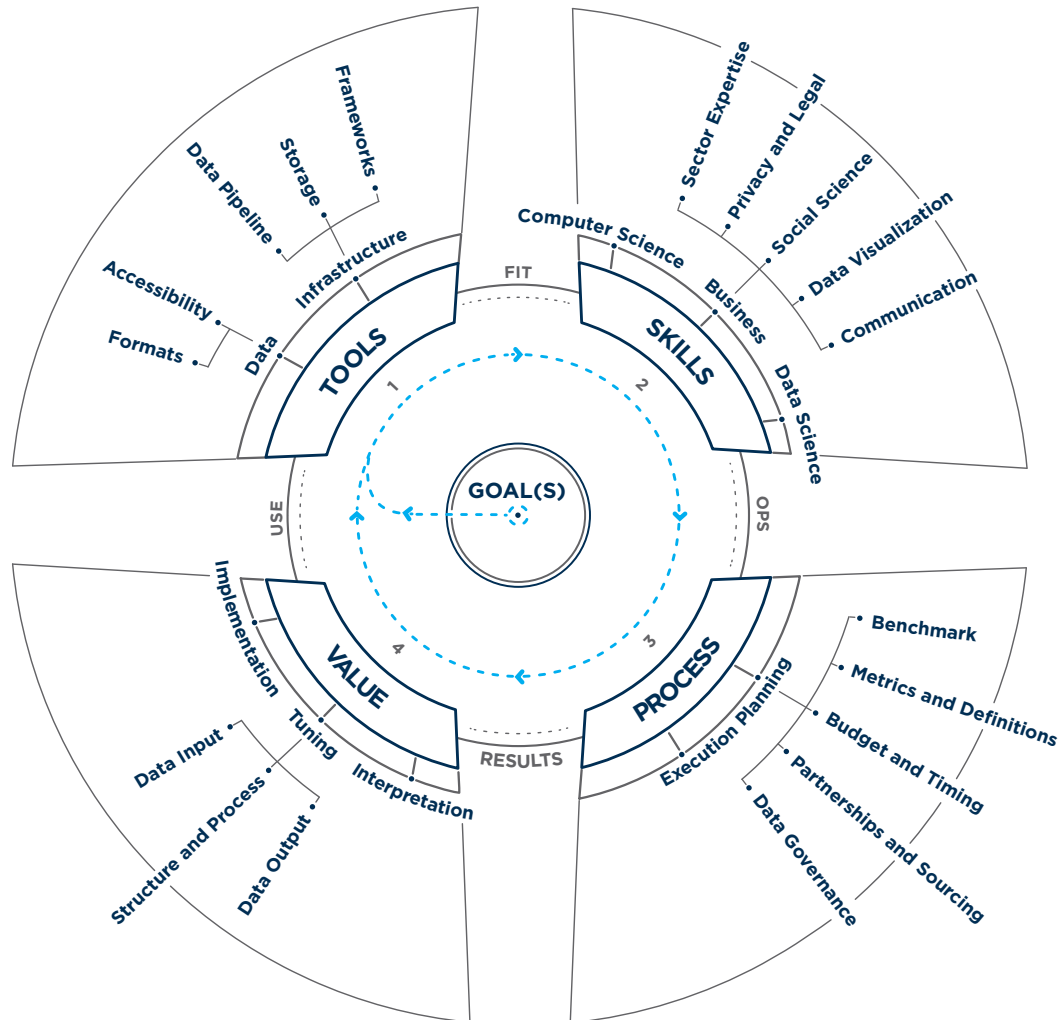 GOAL(S)
1
TOOLS
Data
Formats
Accessibility
Infrastructure
Data Pipeline
Storage
Frameworks
FIT
2
SKILLS
Computer Science
Business
Sector Expertise
Privacy and Legal
Social Science
Data Visualization
Communication
Data Science
OPS
3
PROCESS
Execution Planning
Benchmark
Metrics and Definitions
Budget and Timing
Partnerships and Sourcing
Data Governance
RESULTS
4
VALUE
Interpretation
Tuning
Data Output
Structure and Process
Data Input
Implementation
USE